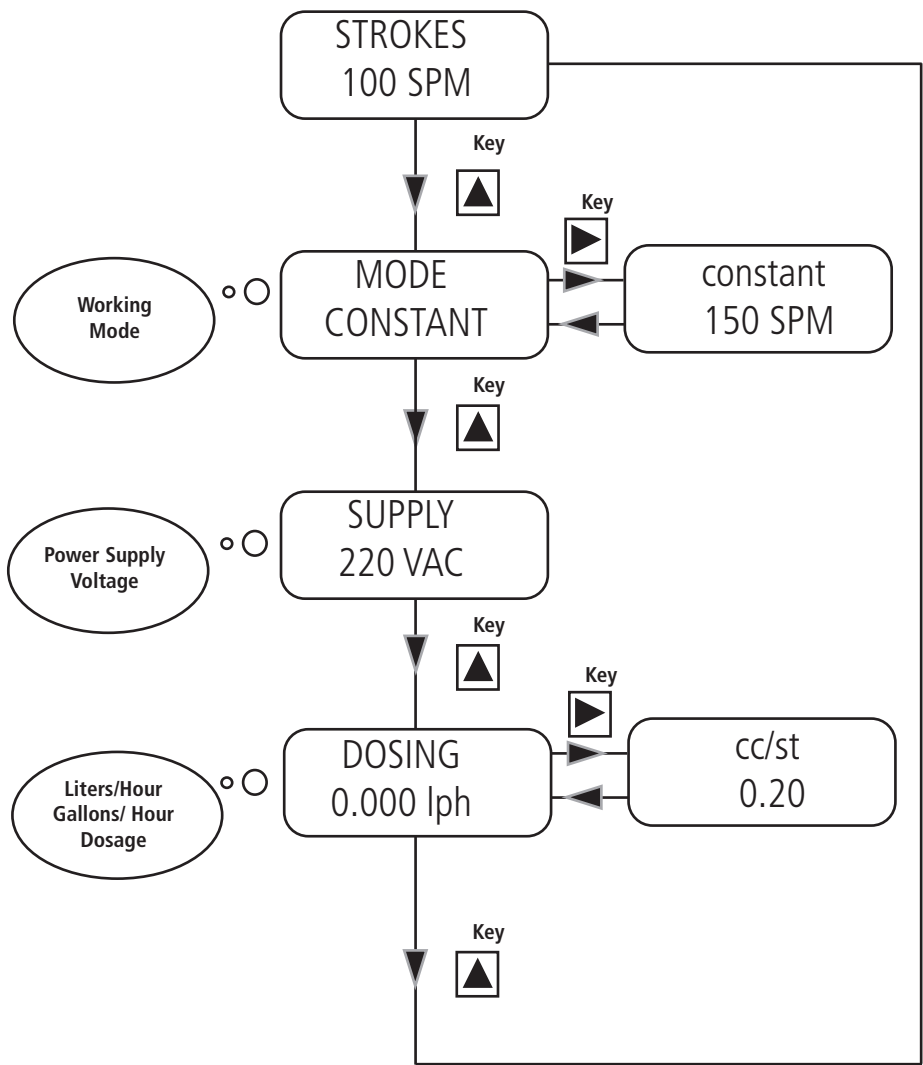 STROKES
100 SPM
Key
Key
Working
Mode
MODE
CONSTANT
constant
150 SPM
Key
Power Supply
Voltage
SUPPLY
220 VAC
Key
Key
Liters/Hour
Gallons/ Hour
Dosage
DOSING
0.000 lph
cc/st
0.20
Key